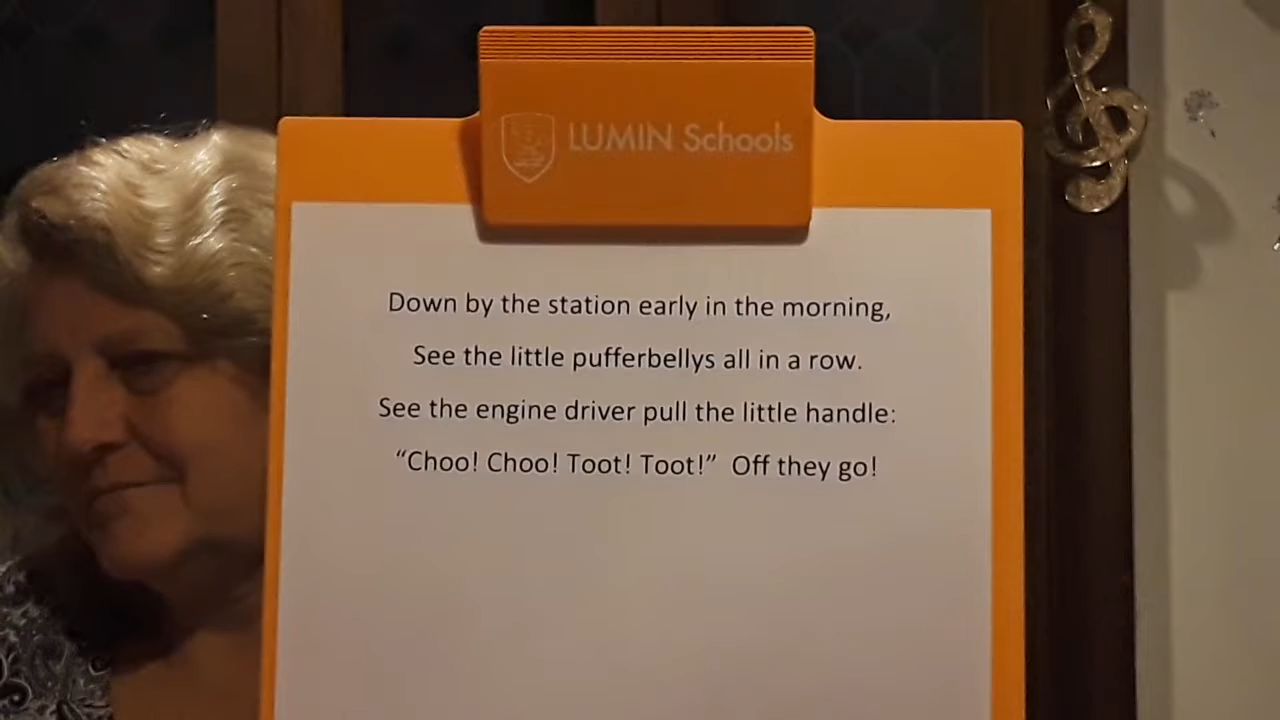 LUMIN Schools
Down by the station early in the morning,
See the little pufferbellys all in a row.
See the engine driver pull the little handle:
“Choo! Choo! Toot! Toot!”  Off they go!